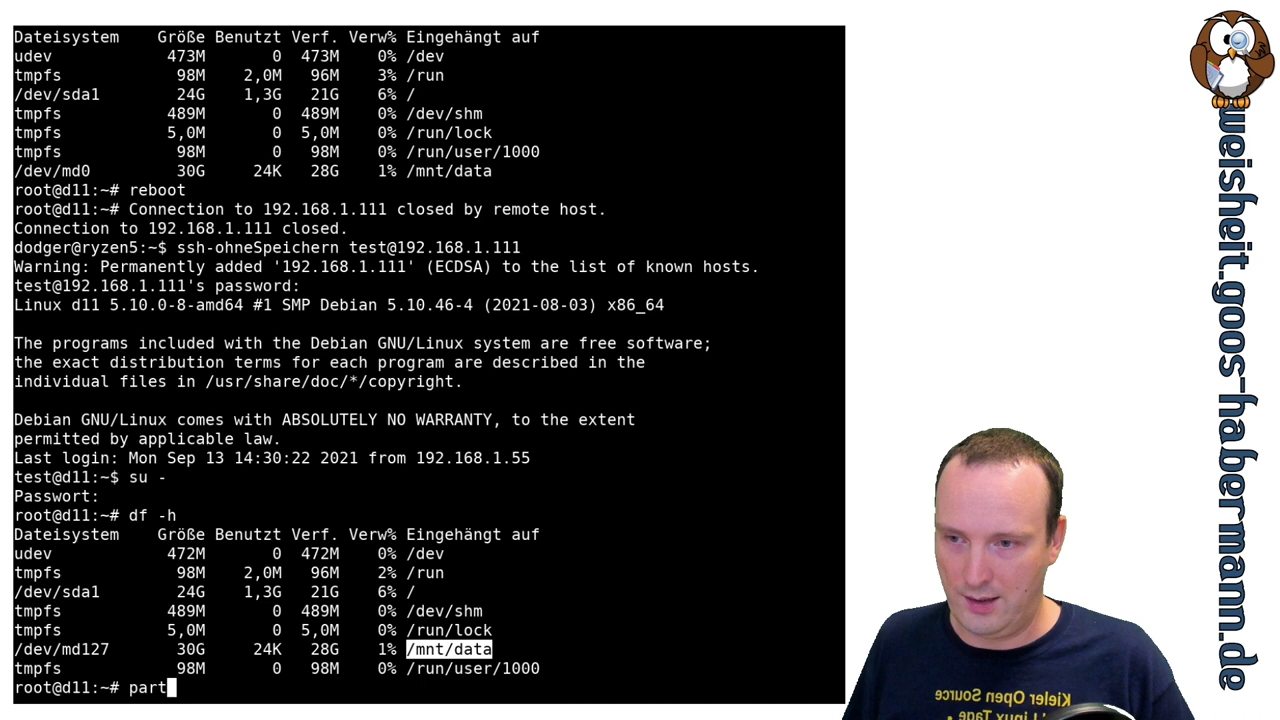 Dateisystem    Größe Benutzt Verf. Verw% Eingehängt auf
udev            473M       0  473M    0% /dev
tmpfs            98M    2,0M   96M    3% /run
/dev/sda1        24G    1,3G   21G    6% /
tmpfs           489M       0  489M    0% /dev/shm
tmpfs           5,0M       0  5,0M    0% /run/lock
tmpfs            98M       0   98M    0% /run/user/1000
/dev/md0         30G     24K   28G    1% /mnt/data
root@d11:~# reboot
root@d11:~# Connection to 192.168.1.111 closed by remote host.
Connection to 192.168.1.111 closed.
dodger@ryzen5:~$ ssh-ohneSpeichern test@192.168.1.111
Warning: Permanently added '192.168.1.111' (ECDSA) to the list of known hosts.
test@192.168.1.111's password:
Linux d11 5.10.0-8-amd64 #1 SMP Debian 5.10.46-4 (2021-08-03) x86_64
The programs included with the Debian GNU/Linux system are free software;
the exact distribution terms for each program are described in the
individual files in /usr/share/doc/*/copyright.
Debian GNU/Linux comes with ABSOLUTELY NO WARRANTY, to the extent
permitted by applicable law.
Last login: Mon Sep 13 14:30:22 2021 from 192.168.1.55
test@d11:~$ su -
Passwort:
root@d11:~# df -h
Dateisystem    Größe Benutzt Verf. Verw% Eingehängt auf
udev            472M       0  472M    0% /dev
tmpfs            98M    2,0M   96M    2% /run
/dev/sda1        24G    1,3G   21G    6% /
tmpfs           489M       0  489M    0% /dev/shm
tmpfs           5,0M       0  5,0M    0% /run/lock
/dev/md127       30G     24K   28G    1% /mnt/data
tmpfs            98M       0   98M    0% /run/user/1000
root@d11:~# part
weisheit.goos-habermann.de
Kieler Open Source
Linux Tage